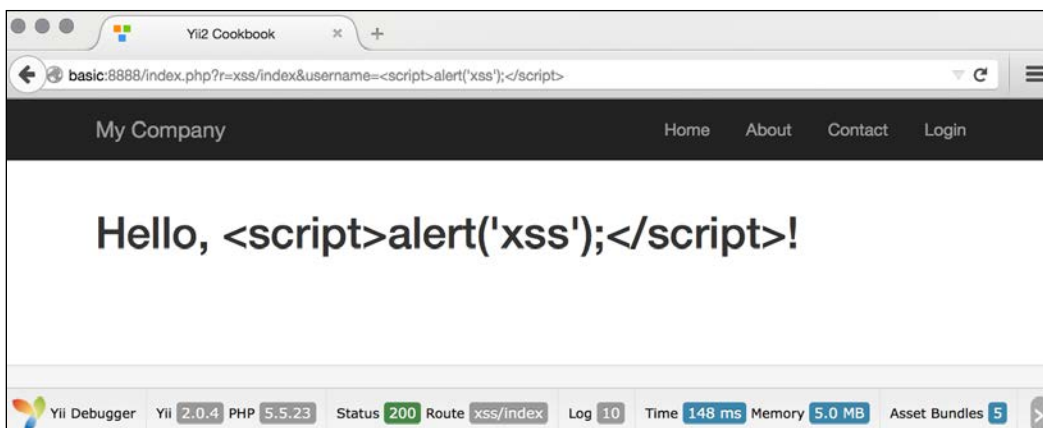 Yii2 Cookbook
basic:8888/index.php?r=xss/index&username=<script>alert('xss');</script>
My Company Home About Contact Login
Hello, <script>alert('xss');</script>!
Yii Debugger Yii 2.0.4 PHP 5.5.23 Status 200 Route xss/index Log 10 Time 148 ms Memory 5.0 MB Asset Bundles 5